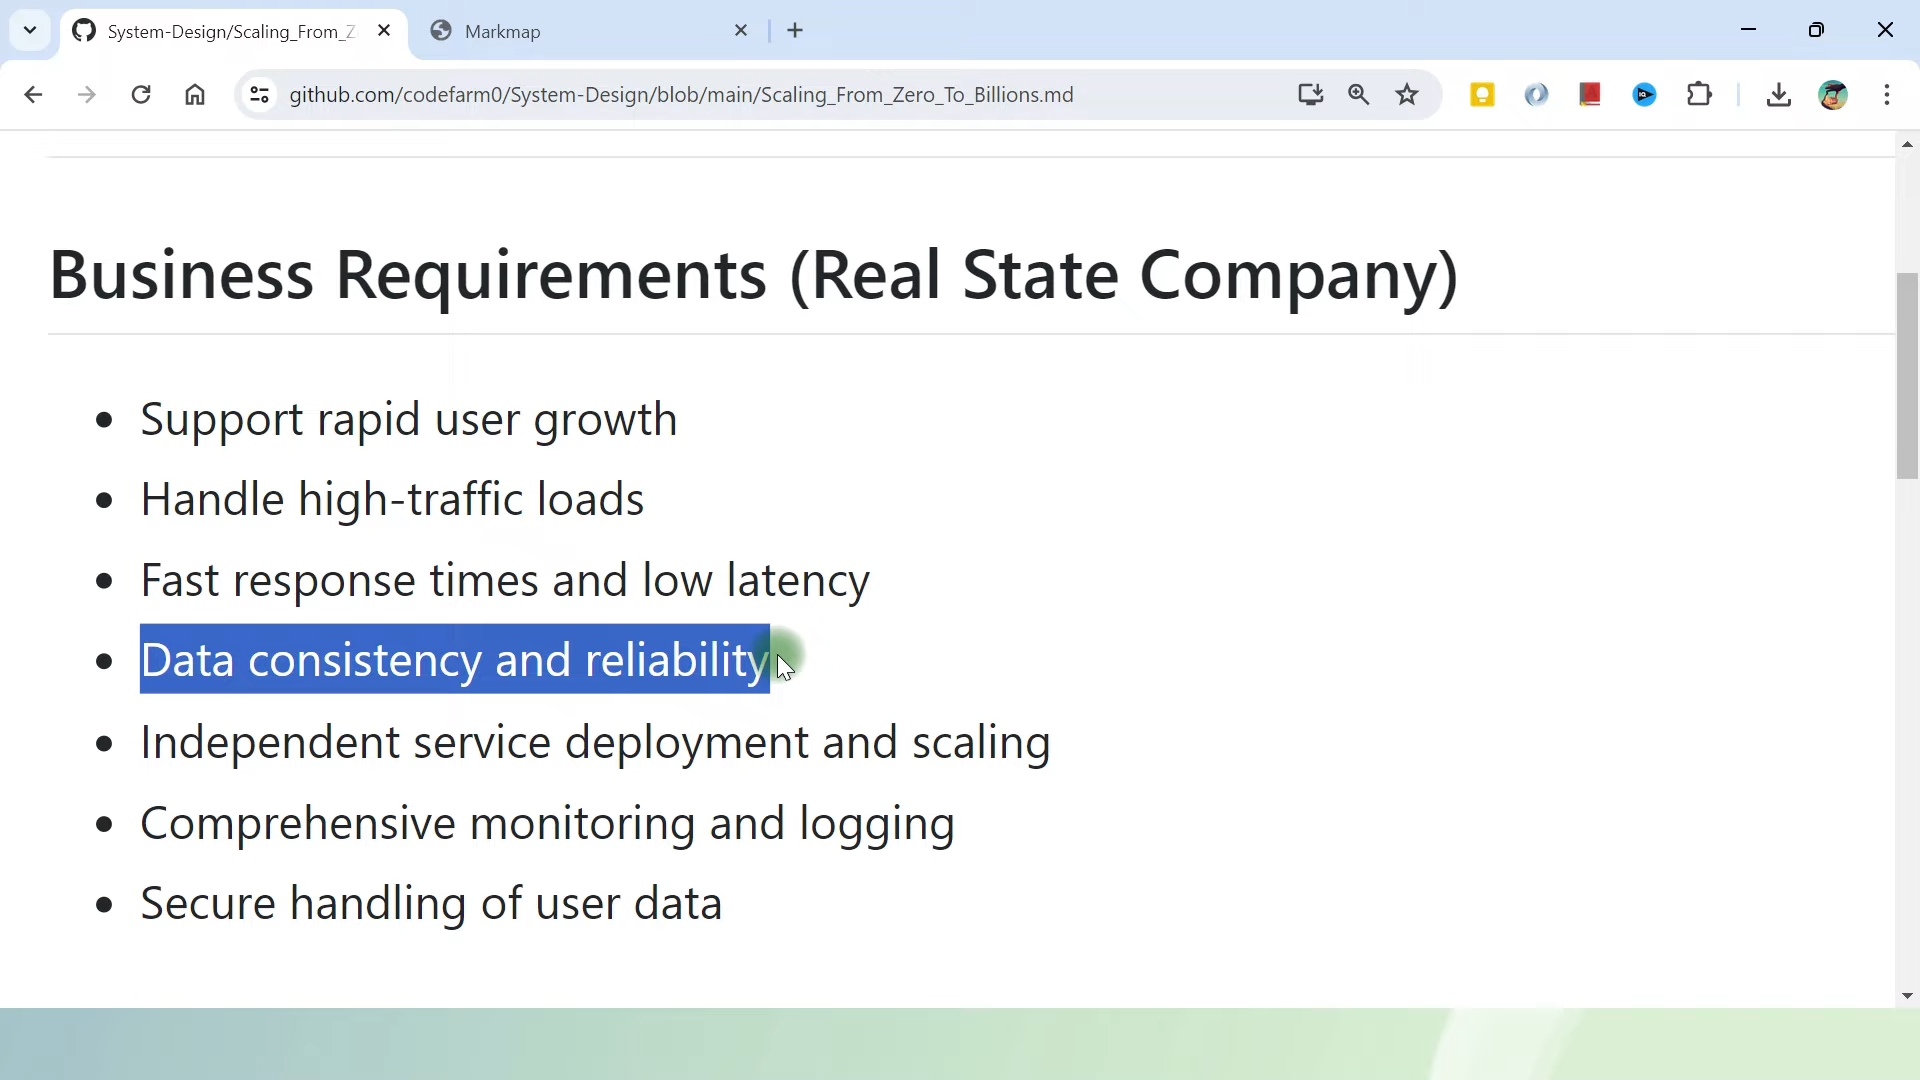 System-Design/Scaling_From_Z
Markmap
github.com/codefarm0/System-Design/blob/main/Scaling_From_Zero_To_Billions.md
Business Requirements (Real State Company)
Support rapid user growth
Handle high-traffic loads
Fast response times and low latency
Data consistency and reliability
Independent service deployment and scaling
Comprehensive monitoring and logging
Secure handling of user data